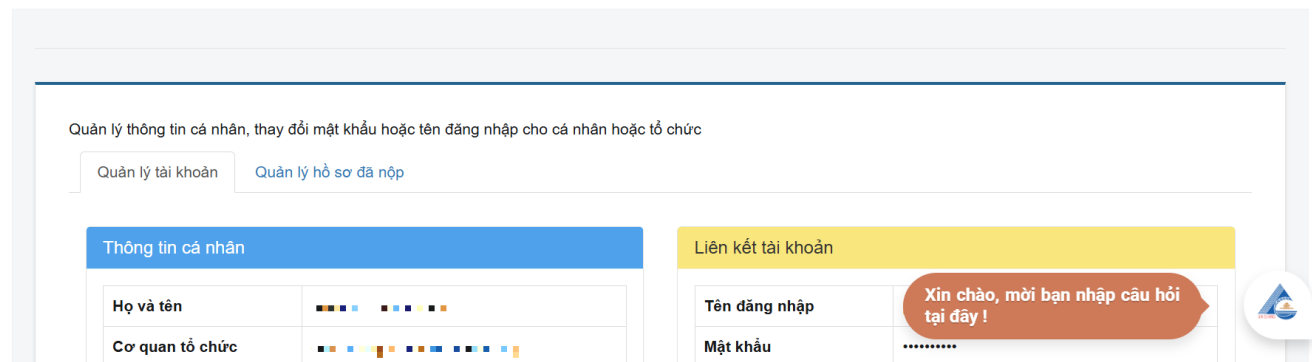 Quản lý thông tin cá nhân, thay đổi mật khẩu hoặc tên đăng nhập cho cá nhân hoặc tổ chức
Quản lý tài khoản
Quản lý hồ sơ đã nộp
Thông tin cá nhân
Họ và tên
Cơ quan tổ chức
Liên kết tài khoản
Tên đăng nhập
Mật khẩu ••••••••••
Xin chào, mời bạn nhập câu hỏi
tại đây !